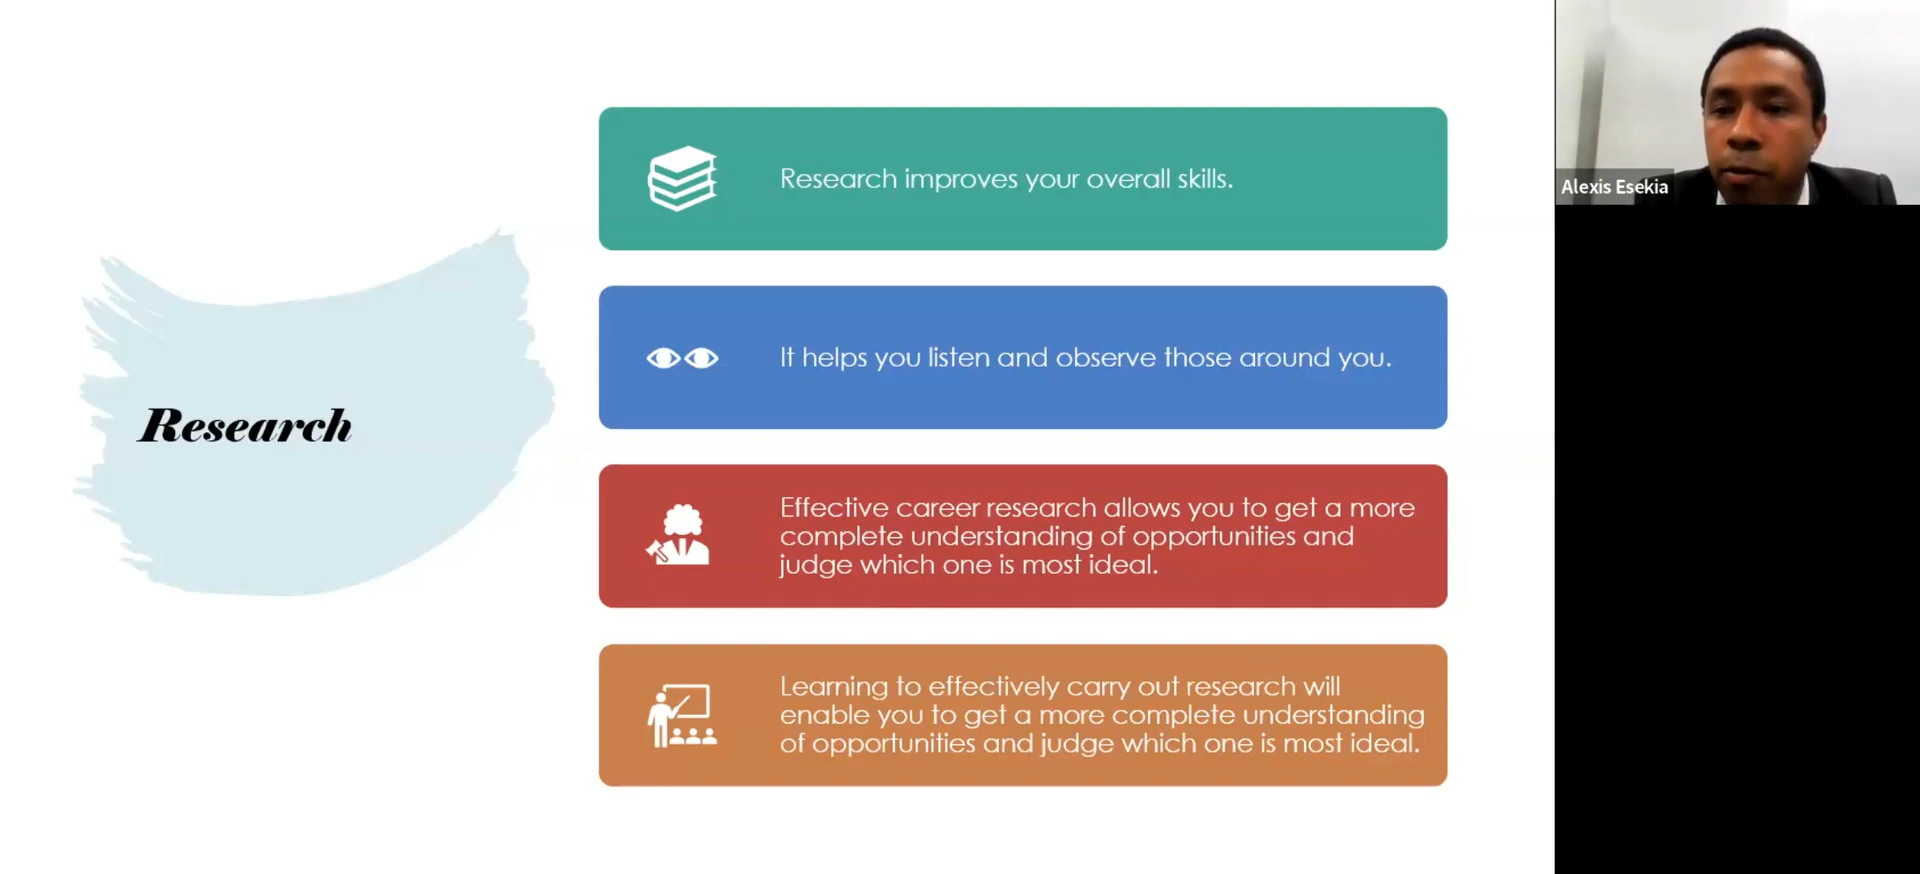 Research
Research improves your overall skills.
It helps you listen and observe those around you.
Effective career research allows you to get a more
complete understanding of opportunities and
judge which one is most ideal.
Learning to effectively carry out research will
enable you to get a more complete understanding
of opportunities and judge which one is most ideal.
Alexis Esekia